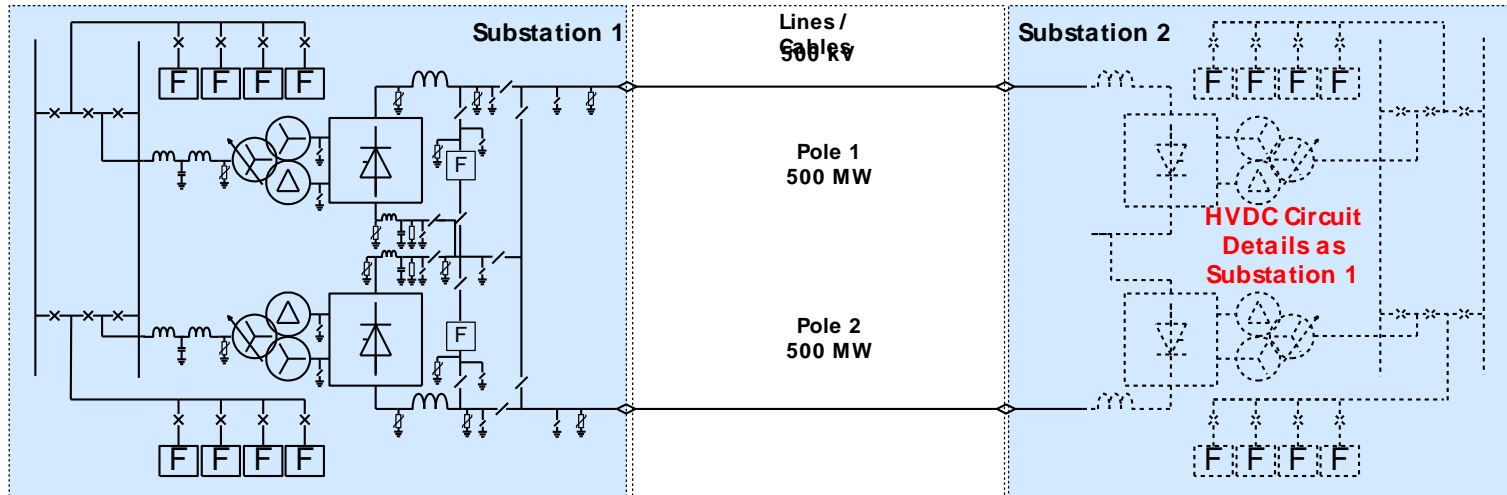 Substation 1
Lines /
Cables
500 kV
Substation 2
F F F F
F F F F
F
Pole 1
500 MW
HVDC Circuit
Details as
Substation 1
F
Pole 2
500 MW
F F F F
F F F F